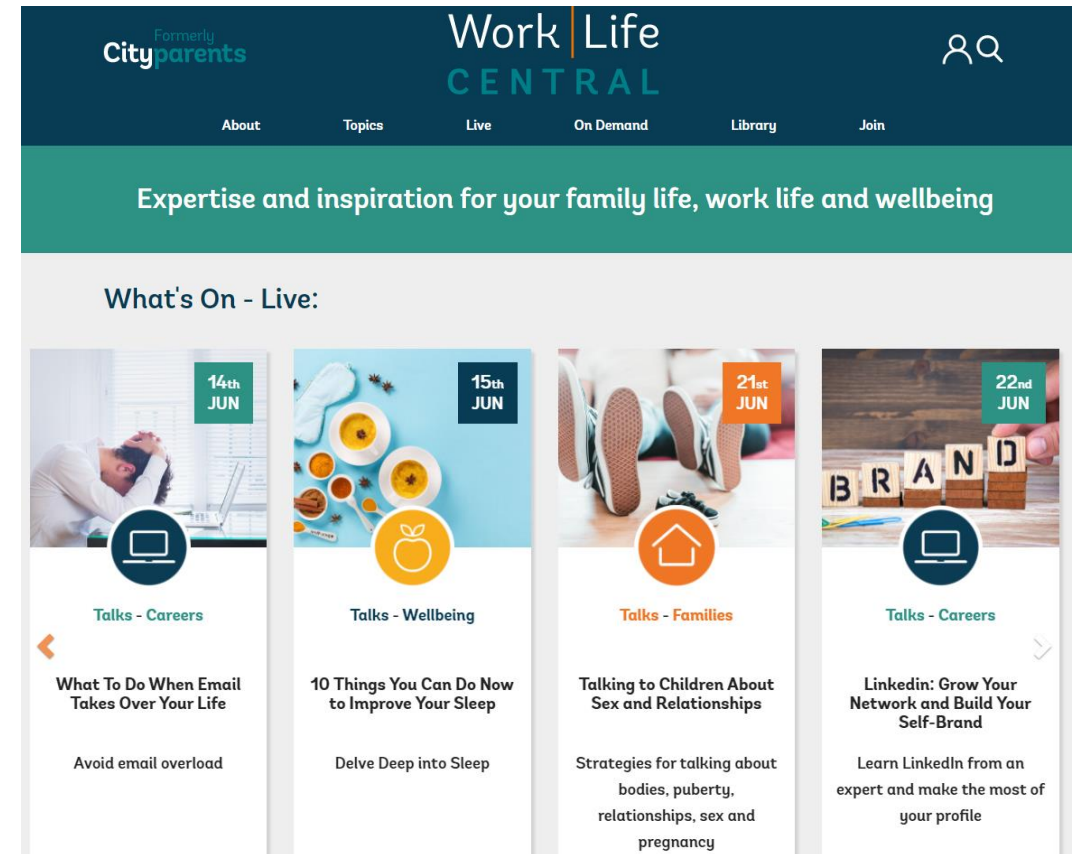 Formerly
Cityparents
Work Life
CENTRAL
About Topics Live On Demand Library Join
Expertise and inspiration for your family life, work life and wellbeing
What's On - Live:
14th
JUN
15th
JUN
21st
JUN
22nd
JUN
BRAND
Talks - Careers
What To Do When Email
Takes Over Your Life
Avoid email overload
Talks - Wellbeing
10 Things You Can Do Now
to Improve Your Sleep
Delve Deep into Sleep
Talks - Families
Talking to Children About
Sex and Relationships
Strategies for talking about
bodies, puberty,
relationships, sex and
pregnancy
Talks - Careers
Linkedin: Grow Your
Network and Build Your
Self-Brand
Learn LinkedIn from an
expert and make the most of
your profile